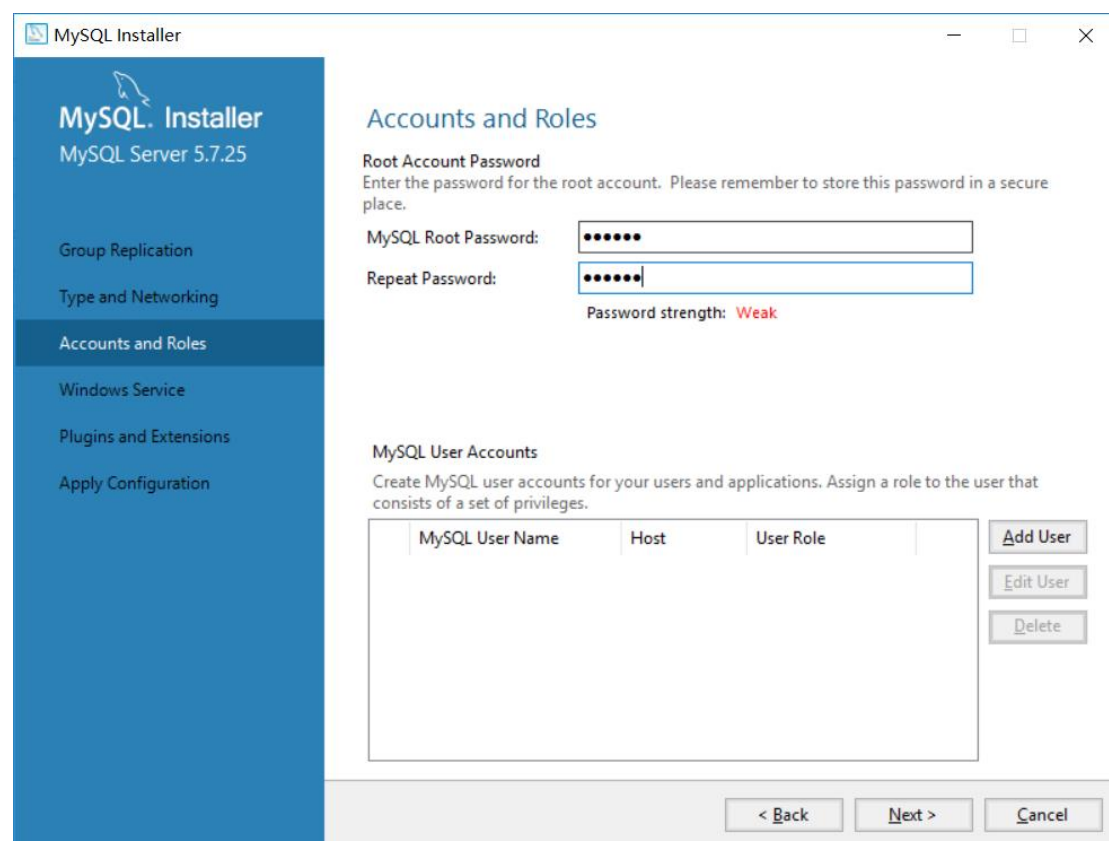 MySQL Installer
MySQL. Installer
MySQL Server 5.7.25
Group Replication
Type and Networking
Accounts and Roles
Windows Service
Plugins and Extensions
Apply Configuration
Accounts and Roles
Root Account Password
Enter the password for the root account. Please remember to store this password in a secure
place.
MySQL Root Password: ●●●●●●
Repeat Password: ●●●●●●
Password strength: Weak
MySQL User Accounts
Create MySQL user accounts for your users and applications. Assign a role to the user that
consists of a set of privileges.
MySQL User Name Host User Role
Add User
Edit User
Delete
< Back Next > Cancel